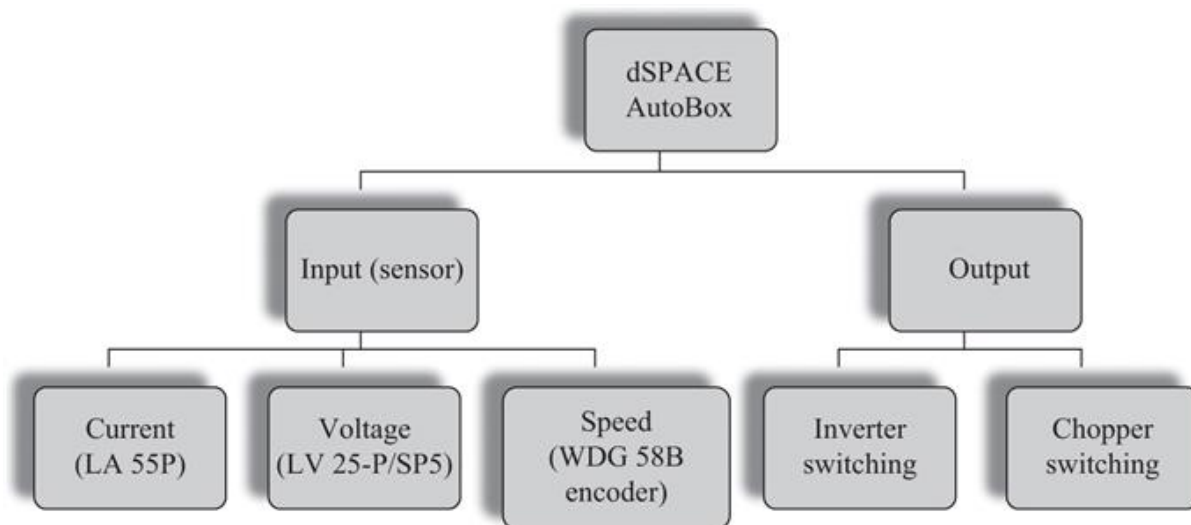 dSPACE
AutoBox
Input (sensor)
Output
Current
(LA 55P)
Voltage
(LV 25-P/SP5)
Speed
(WDG 58B
encoder)
Inverter
switching
Chopper
switching